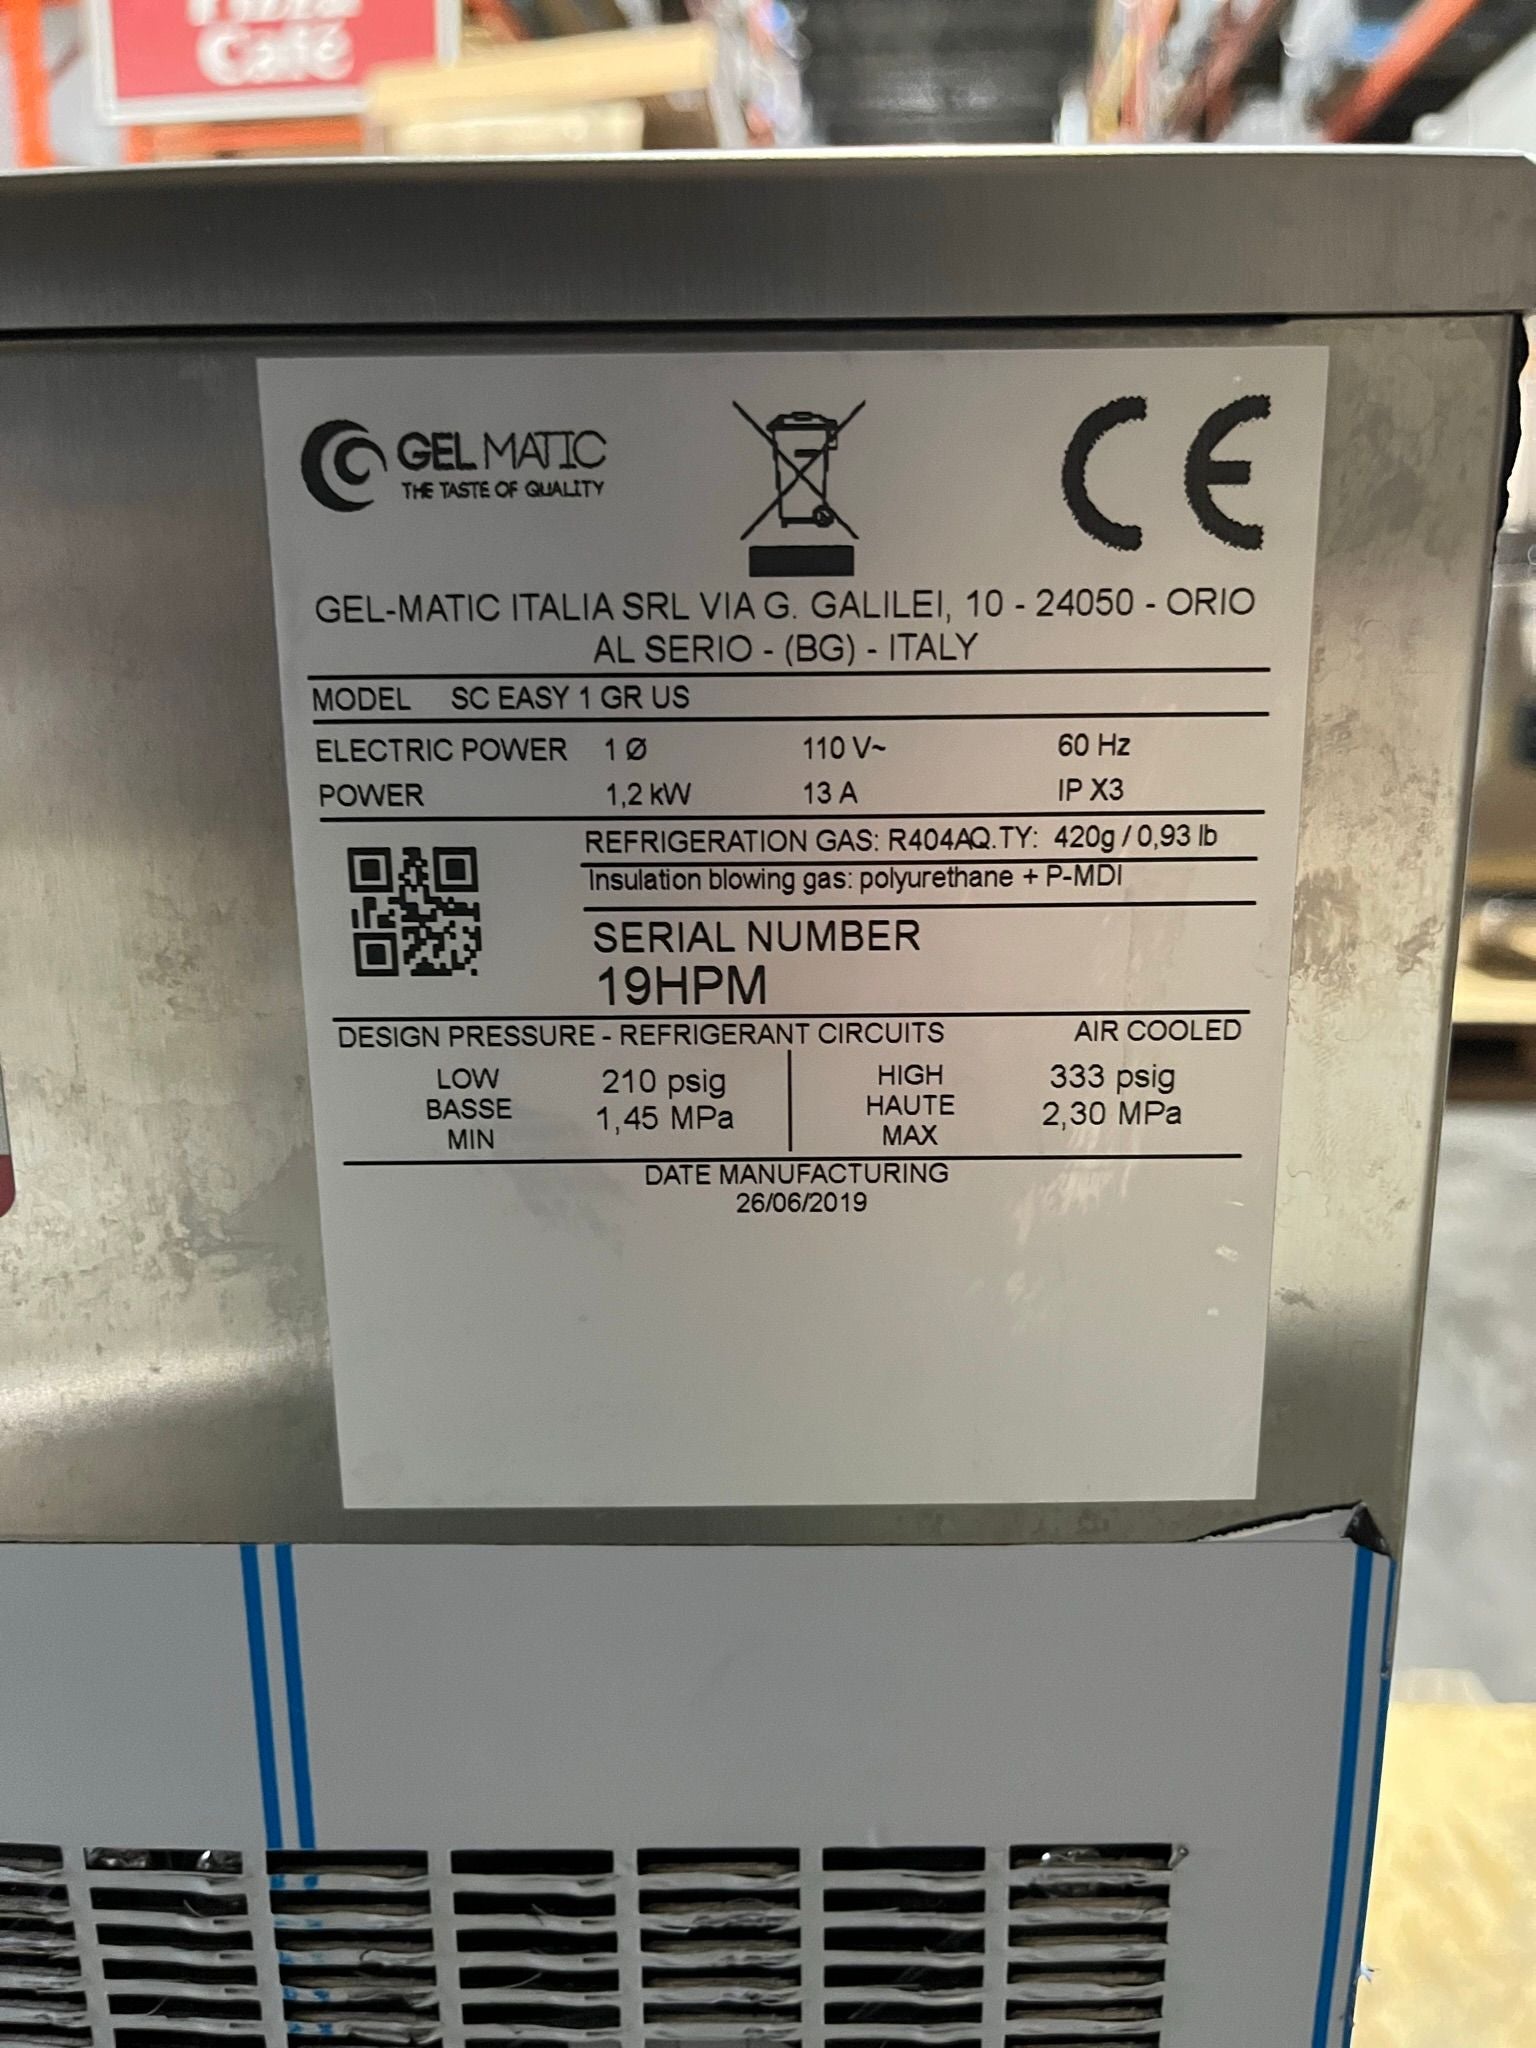 Pizza
Café
GEL MATIC
THE TASTE OF QUALITY
CE
GEL-MATIC ITALIA SRL VIA G. GALILEI, 10 - 24050 - ORIO
AL SERIO - (BG) - ITALY
MODEL SC EASY 1 GR US
ELECTRIC POWER 1 Ø 110 V~ 60 Hz
POWER 1,2 kW 13 A IP X3
REFRIGERATION GAS: R404AQ.TY: 420g / 0,93 lb
Insulation blowing gas: polyurethane + P-MDI
SERIAL NUMBER
19HPM
DESIGN PRESSURE - REFRIGERANT CIRCUITS AIR COOLED
LOW 210 psig HIGH 333 psig
BASSE 1,45 MPa HAUTE 2,30 MPa
MIN MAX
DATE MANUFACTURING
26/06/2019